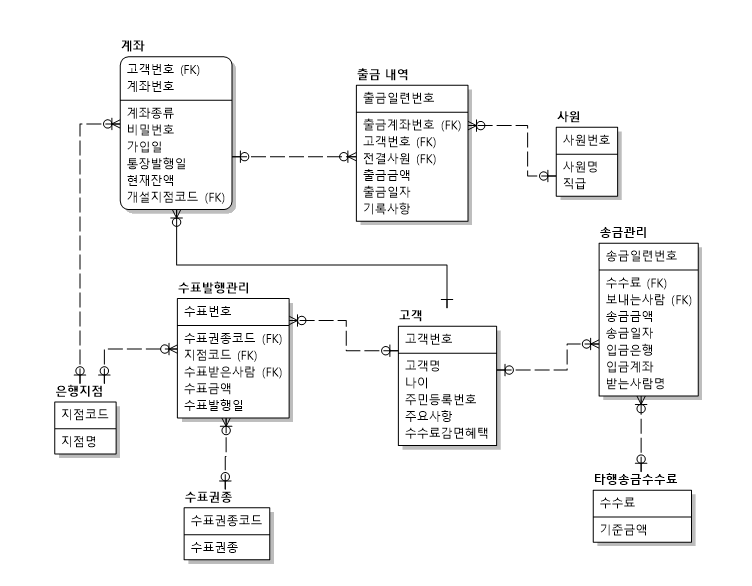 계좌
고객번호 (FK)
계좌번호
계좌종류
비밀번호
가입일
통장발행일
현재잔액
개설지점코드 (FK)
출금 내역
출금일련번호
출금계좌번호 (FK)
고객번호 (FK)
전결사원 (FK)
출금금액
출금일자
기록사항
사원
사원번호
사원명
직급
송금관리
송금일련번호
수수료 (FK)
보내는사람 (FK)
송금금액
송금일자
입금은행
입금계좌
받는사람명
수표발행관리
수표번호
수표권종코드 (FK)
지점코드 (FK)
수표받은사람 (FK)
수표금액
수표발행일
고객
고객번호
고객명
나이
주민등록번호
주요사항
수수료감면혜택
은행지점
지점코드
지점명
수표권종
수표권종코드
수표권종
타행송금수수료
수수료
기준금액